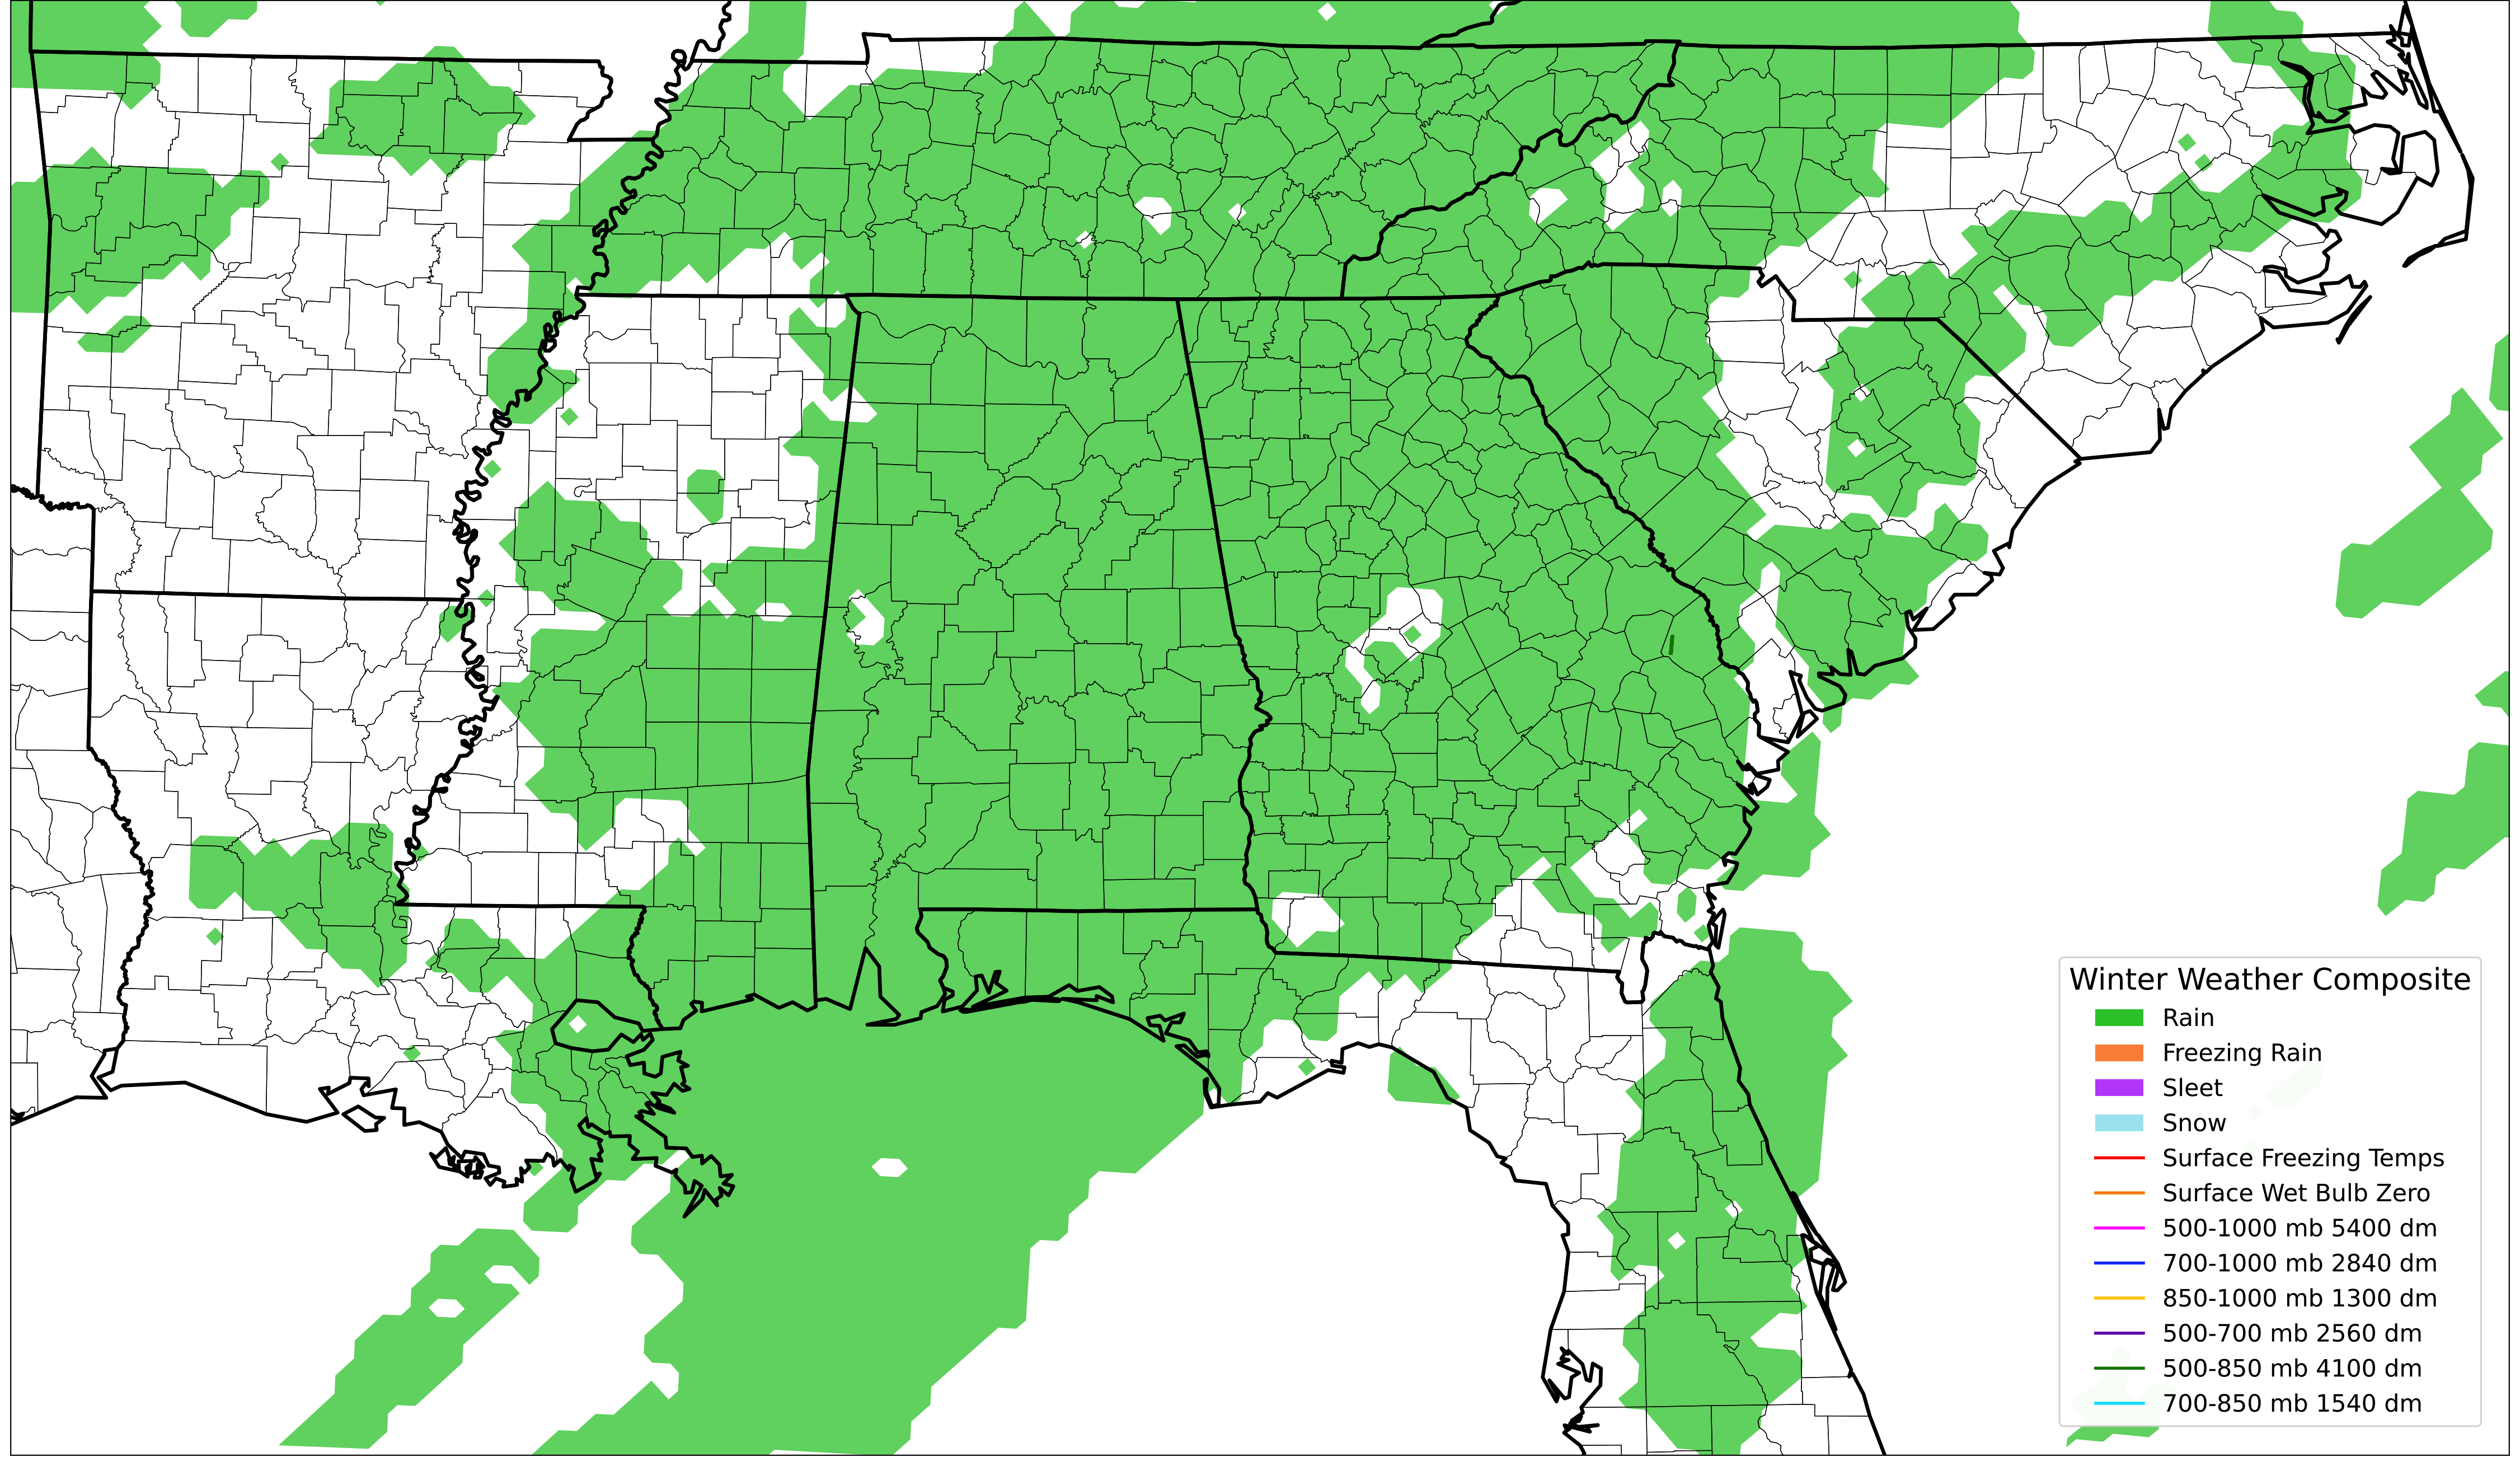 Winter Weather Composite
Rain
Freezing Rain
Sleet
Snow
Surface Freezing Temps
Surface Wet Bulb Zero
500-1000 mb 5400 dm
700-1000 mb 2840 dm
850-1000 mb 1300 dm
500-700 mb 2560 dm
500-850 mb 4100 dm
700-850 mb 1540 dm